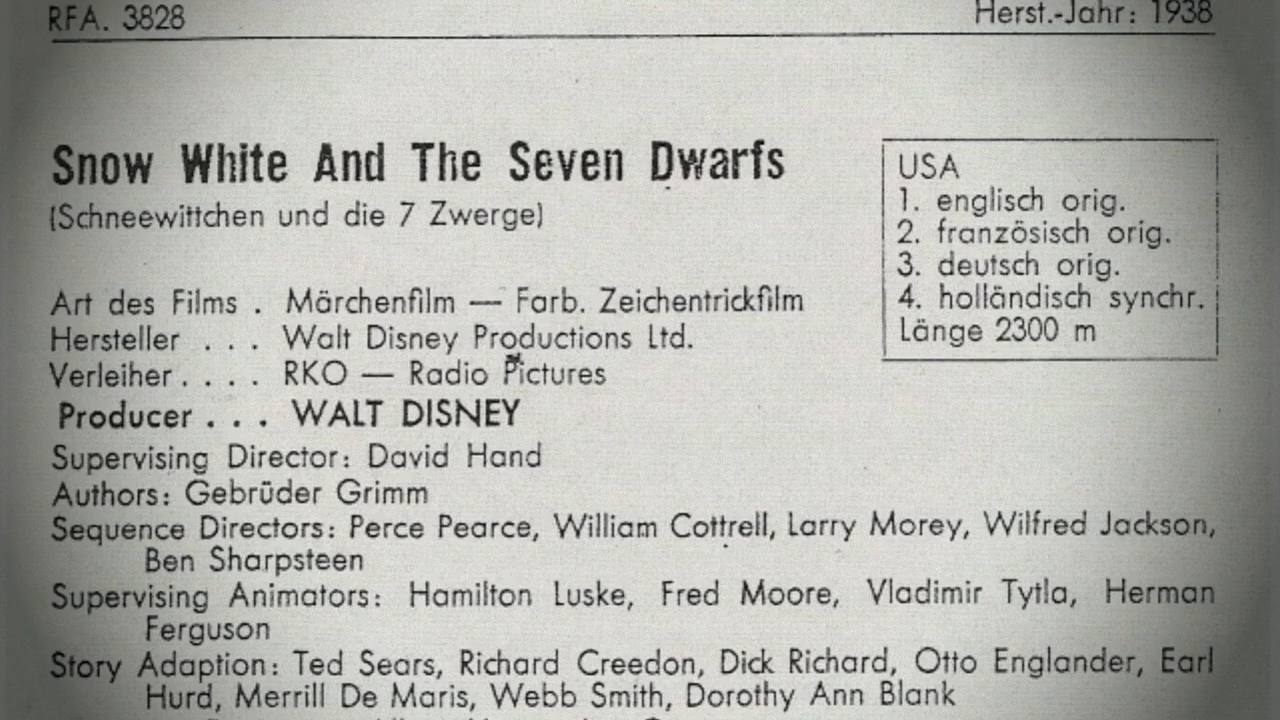 RFA. 3828
Herst.-Jahr: 1938
Snow White And The Seven Dwarfs
(Schneewittchen und die 7 Zwerge)
USA
1. englisch orig.
2. französisch orig.
3. deutsch orig.
4. holländisch synchr.
Länge 2300 m
Art des Films . Märchenfilm — Farb. Zeichentrickfilm
Hersteller . . . Walt Disney Productions Ltd.
Verleiher . . . . RKO — Radio Pictures
Producer . . . WALT DISNEY
Supervising Director: David Hand
Authors: Gebrüder Grimm
Sequence Directors: Perce Pearce, William Cottrell, Larry Morey, Wilfred Jackson,
Ben Sharpsteen
Supervising Animators: Hamilton Luske, Fred Moore, Vladimir Tytla, Herman
Ferguson
Story Adaption: Ted Sears, Richard Creedon, Dick Richard, Otto Englander, Earl
Hurd, Merrill De Maris, Webb Smith, Dorothy Ann Blank